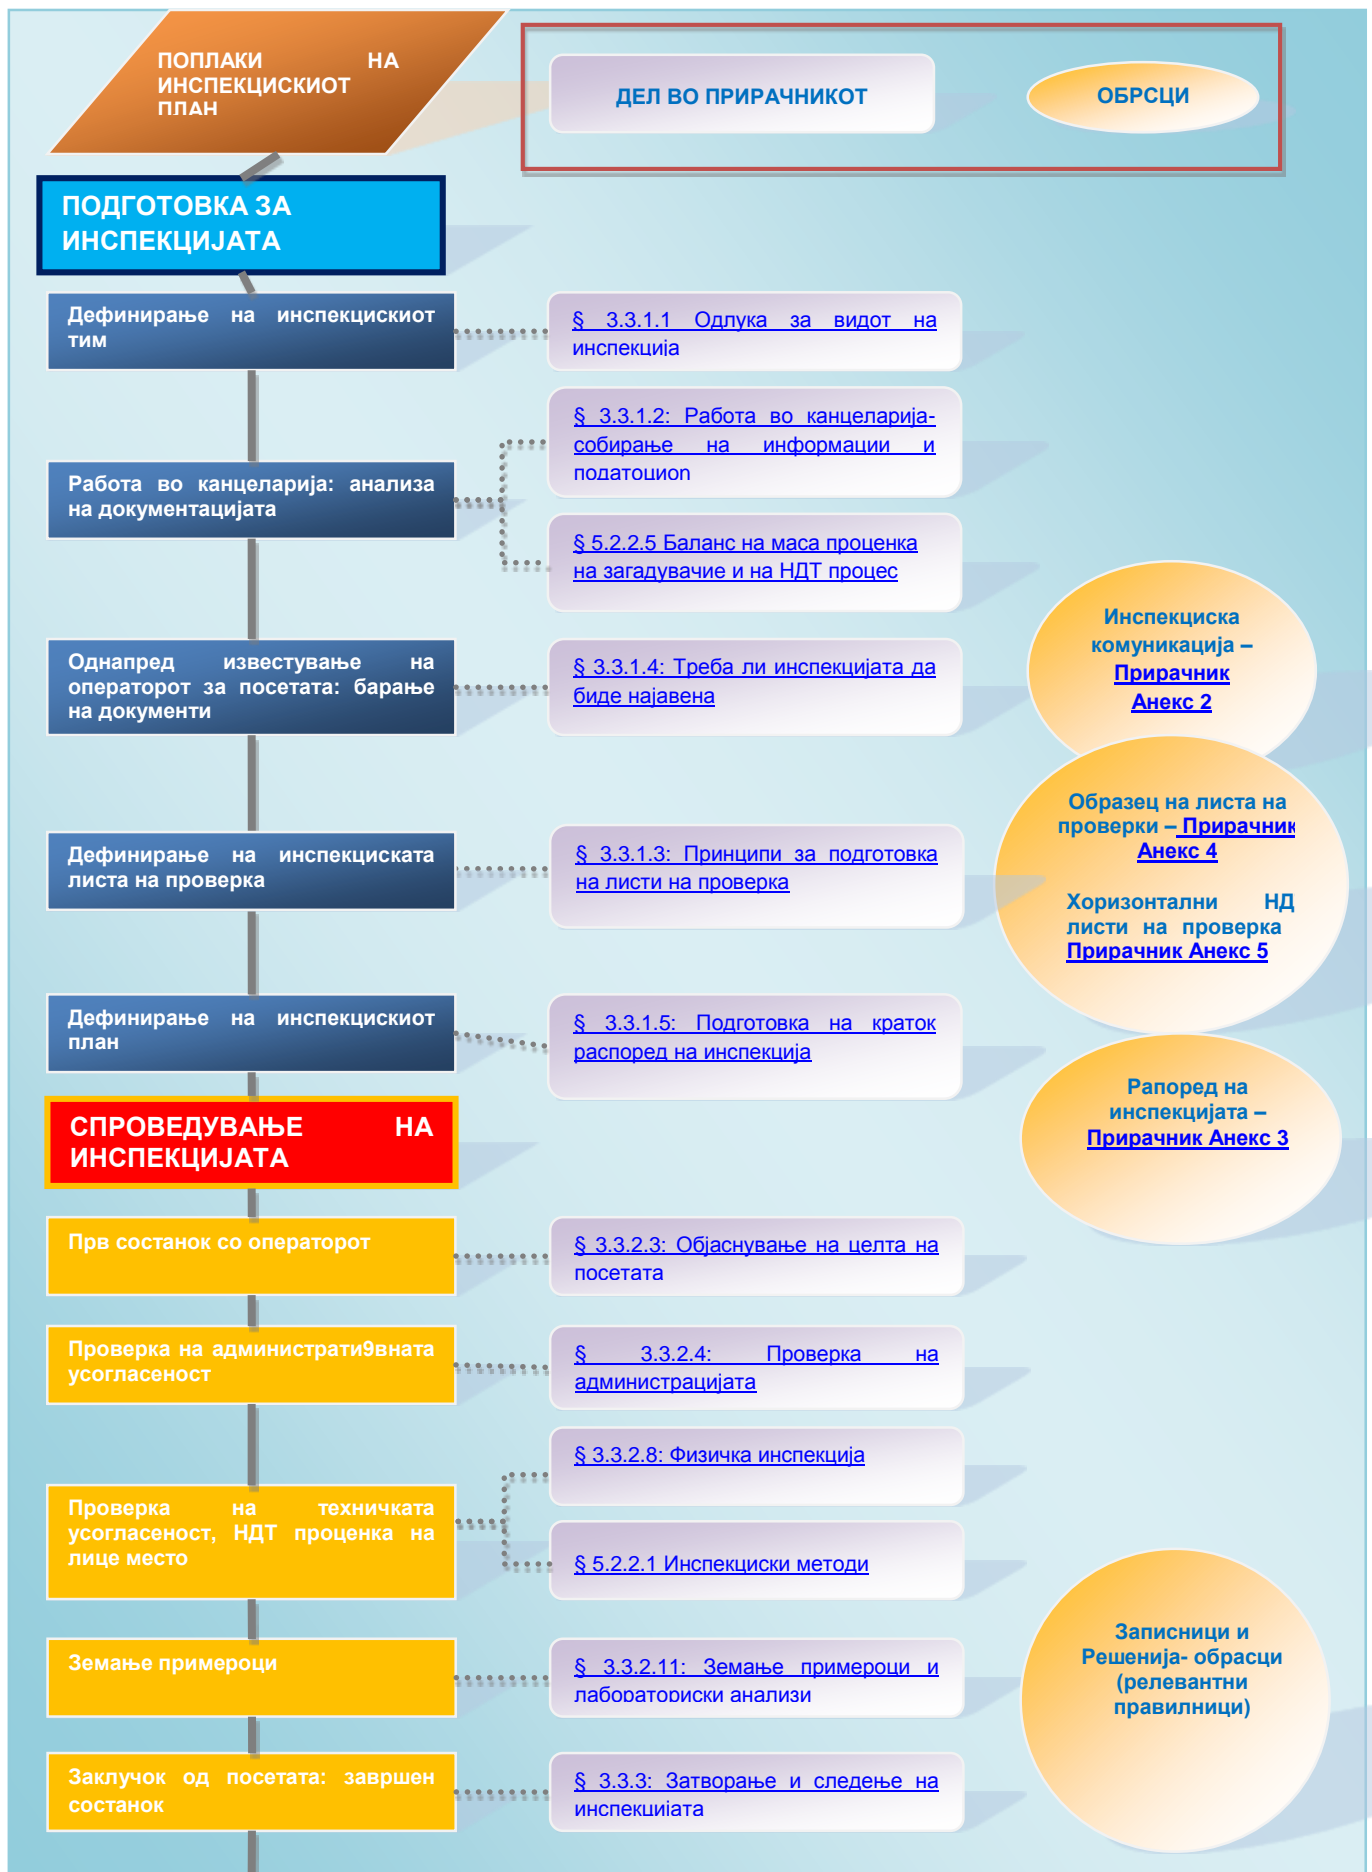 ПОПЛАКИ НА
ИНСПЕКЦИСКИОТ
ПЛАН
ДЕЛ ВО ПРИРАЧНИКОТ
ОБРСЦИ
ПОДГОТОВКА ЗА
ИНСПЕКЦИЈАТА
Дефинирање на инспекцискиот
тим
§ 3.3.1.1 Одлука за видот на
инспекција
Работа во канцеларија: анализа
на документацијата
§ 3.3.1.2: Работа во канцеларија-
собирање на информации и
податоциоп
§ 5.2.2.5 Баланс на маса проценка
на загадувачие и на НДТ процес
Однапред известување на
операторот за посетата: барање
на документи
§ 3.3.1.4: Треба ли инспекцијата да
биде најавена
Инспекциска
комуникација –
Прирачник
Анекс 2
Дефинирање на инспекциската
листа на проверка
§ 3.3.1.3: Принципи за подготовка
на листи на проверка
Образец на листа на
проверки – Прирачник
Анекс 4
Хоризонтални НД
листи на проверка
Прирачник Анекс 5
Дефинирање на инспекцискиот
план
§ 3.3.1.5: Подготовка на краток
распоред на инспекција
Рапоред на
инспекцијата –
Прирачник Анекс 3
СПРОВЕДУВАЊЕ НА
ИНСПЕКЦИЈАТА
Прв состанок со операторот
§ 3.3.2.3: Објаснување на целта на
посетата
Проверка на администрати9вната
усогласеност
§ 3.3.2.4: Проверка на
администрацијата
Проверка на техничката
усогласеност, НДТ проценка на
лице место
§ 3.3.2.8: Физичка инспекција
§ 5.2.2.1 Инспекциски методи
Земање примероци
§ 3.3.2.11: Земање примероци и
лабораториски анализи
Записници и
Решенија- обрасци
(релевантни
правилници)
Заклучок од посетата: завршен
состанок
§ 3.3.3: Затворање и следење на
инспекцијата